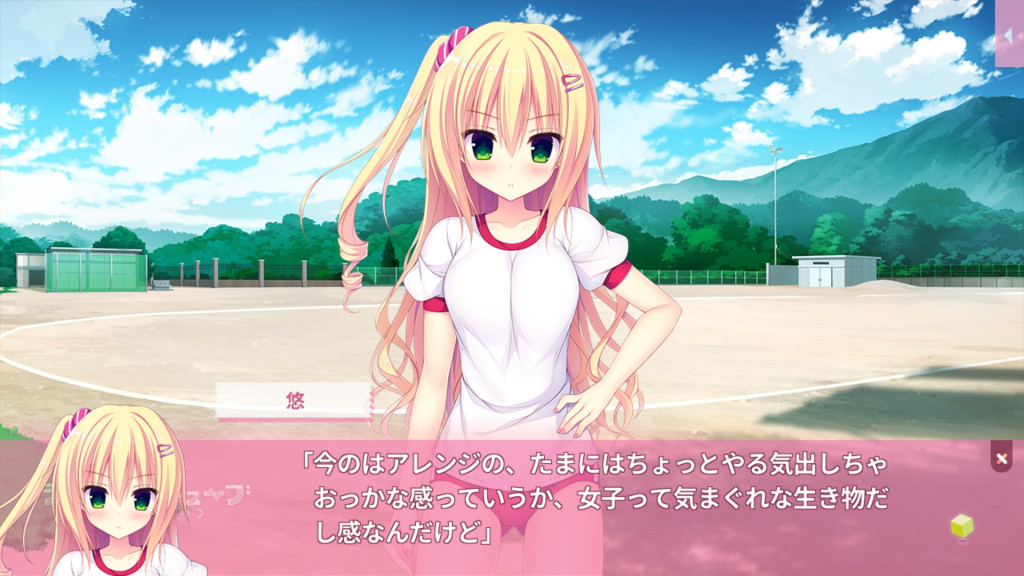 悠
「今のはアレンジの、たまにはちょっとやる気出しちゃ
おっかな感っていうか、女子って気まぐれな生き物だ
し感なんだけど」